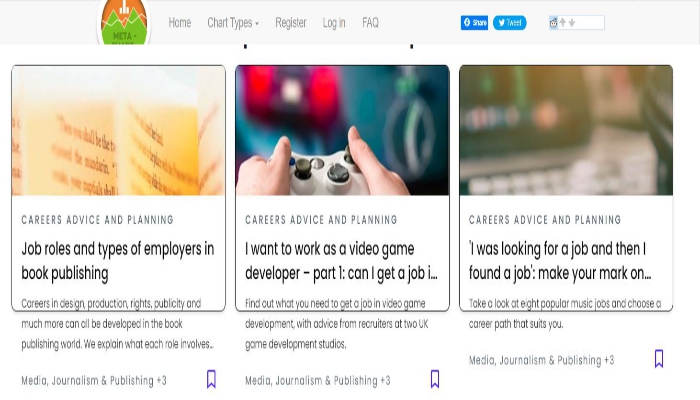 META -
Home Chart Types Register Log in FAQ Share Tweet
CAREERS ADVICE AND PLANNING
Job roles and types of employers in
book publishing
Careers in design, production, rights, publicity and
much more can all be developed in the book
publishing world. We explain what each role involves...
Media, Journalism & Publishing +3
CAREERS ADVICE AND PLANNING
I want to work as a video game
developer – part 1: can I get a job i...
Find out what you need to get a job in video game
development, with advice from recruiters at two UK
game development studios.
Media, Journalism & Publishing +3
CAREERS ADVICE AND PLANNING
'I was looking for a job and then I
found a job': make your mark on...
Take a look at eight popular music jobs and choose a
career path that suits you.
Media, Journalism & Publishing +3